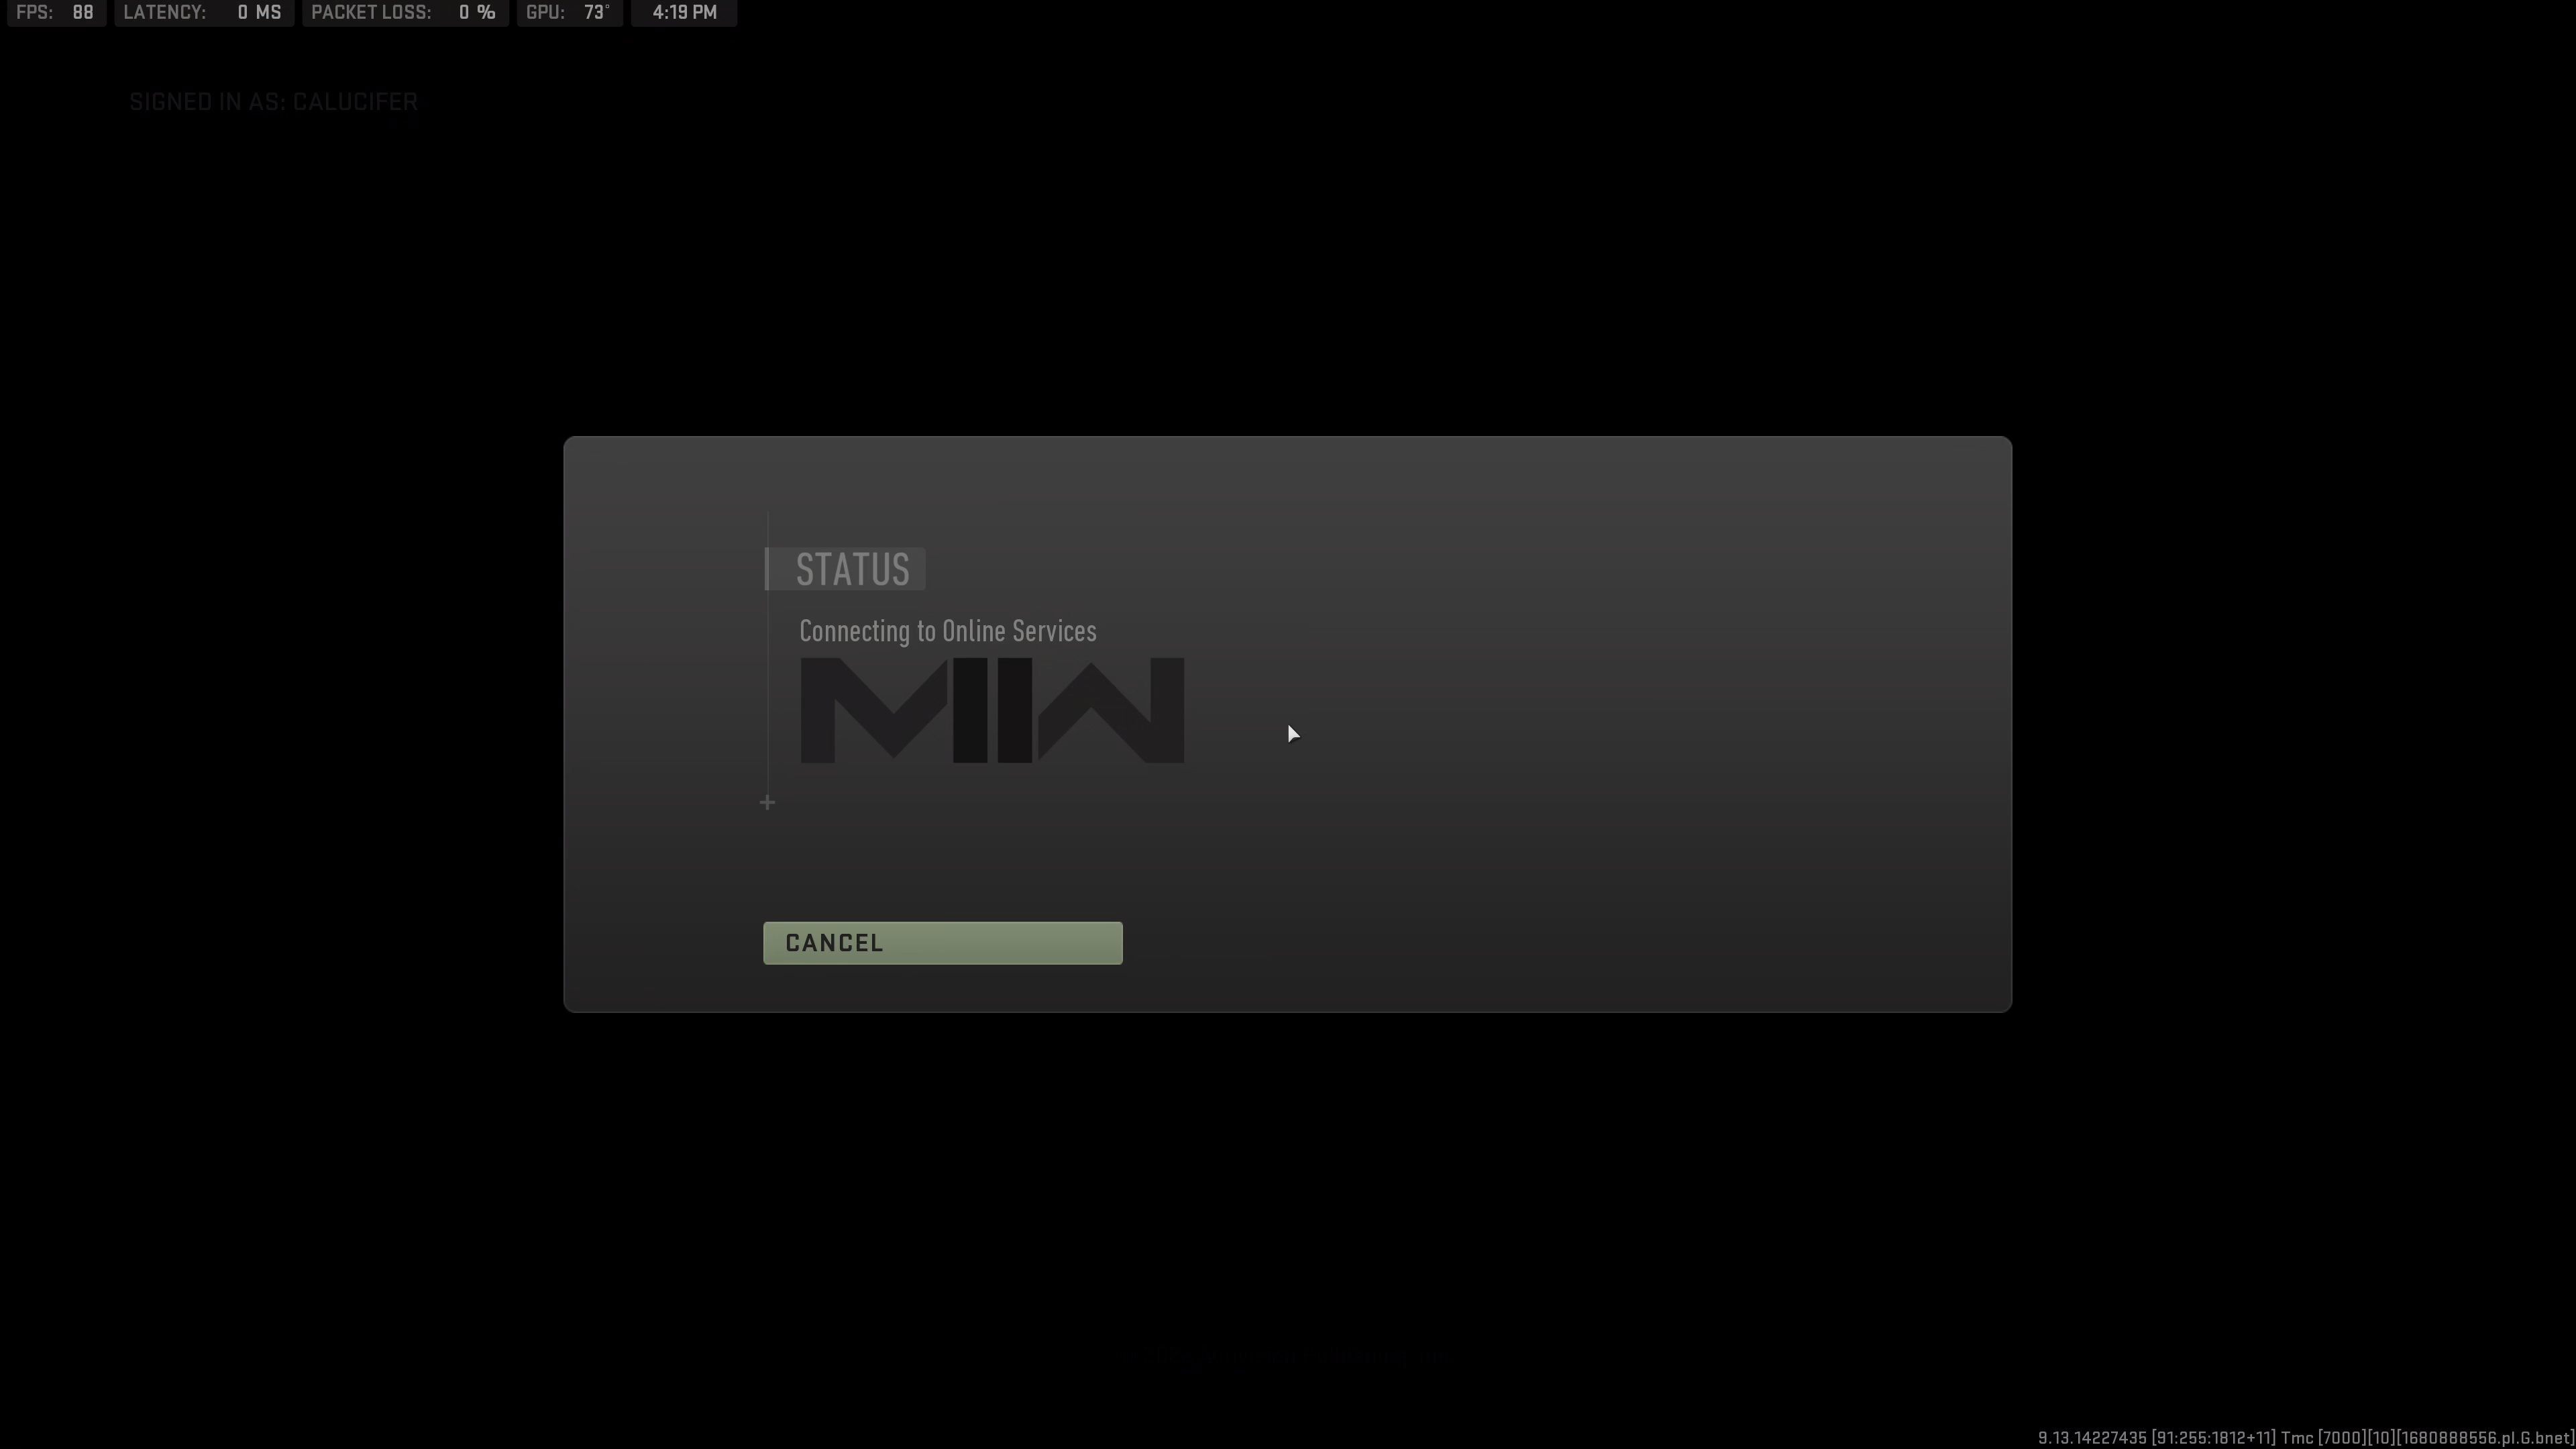 FPS: 88 LATENCY: 0 MS PACKET LOSS: 0 % GPU: 73° 4:19 PM
SIGNED IN AS: CALUCIFER
STATUS
Connecting to Online Services
MIIW
CANCEL
9.13.14227435 [91:255:1812+11] Tmc [7000][10][1680888556.pl.G.bnet]